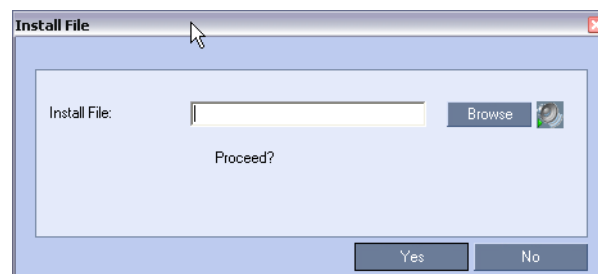 Install File
Install File:
Browse
Proceed?
Yes
No